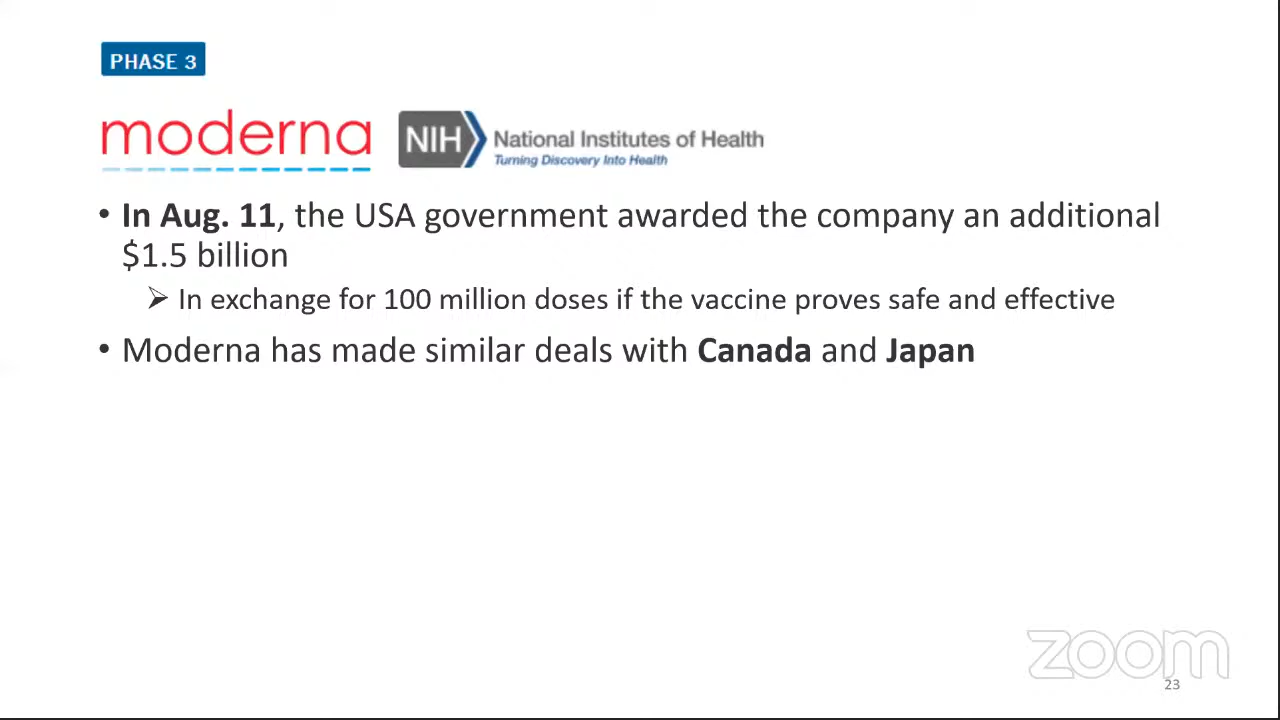 PHASE 3
moderna
NIH National Institutes of Health
Turning Discovery Into Health
• In Aug. 11, the USA government awarded the company an additional
$1.5 billion
➢ In exchange for 100 million doses if the vaccine proves safe and effective
• Moderna has made similar deals with Canada and Japan
zoom
23